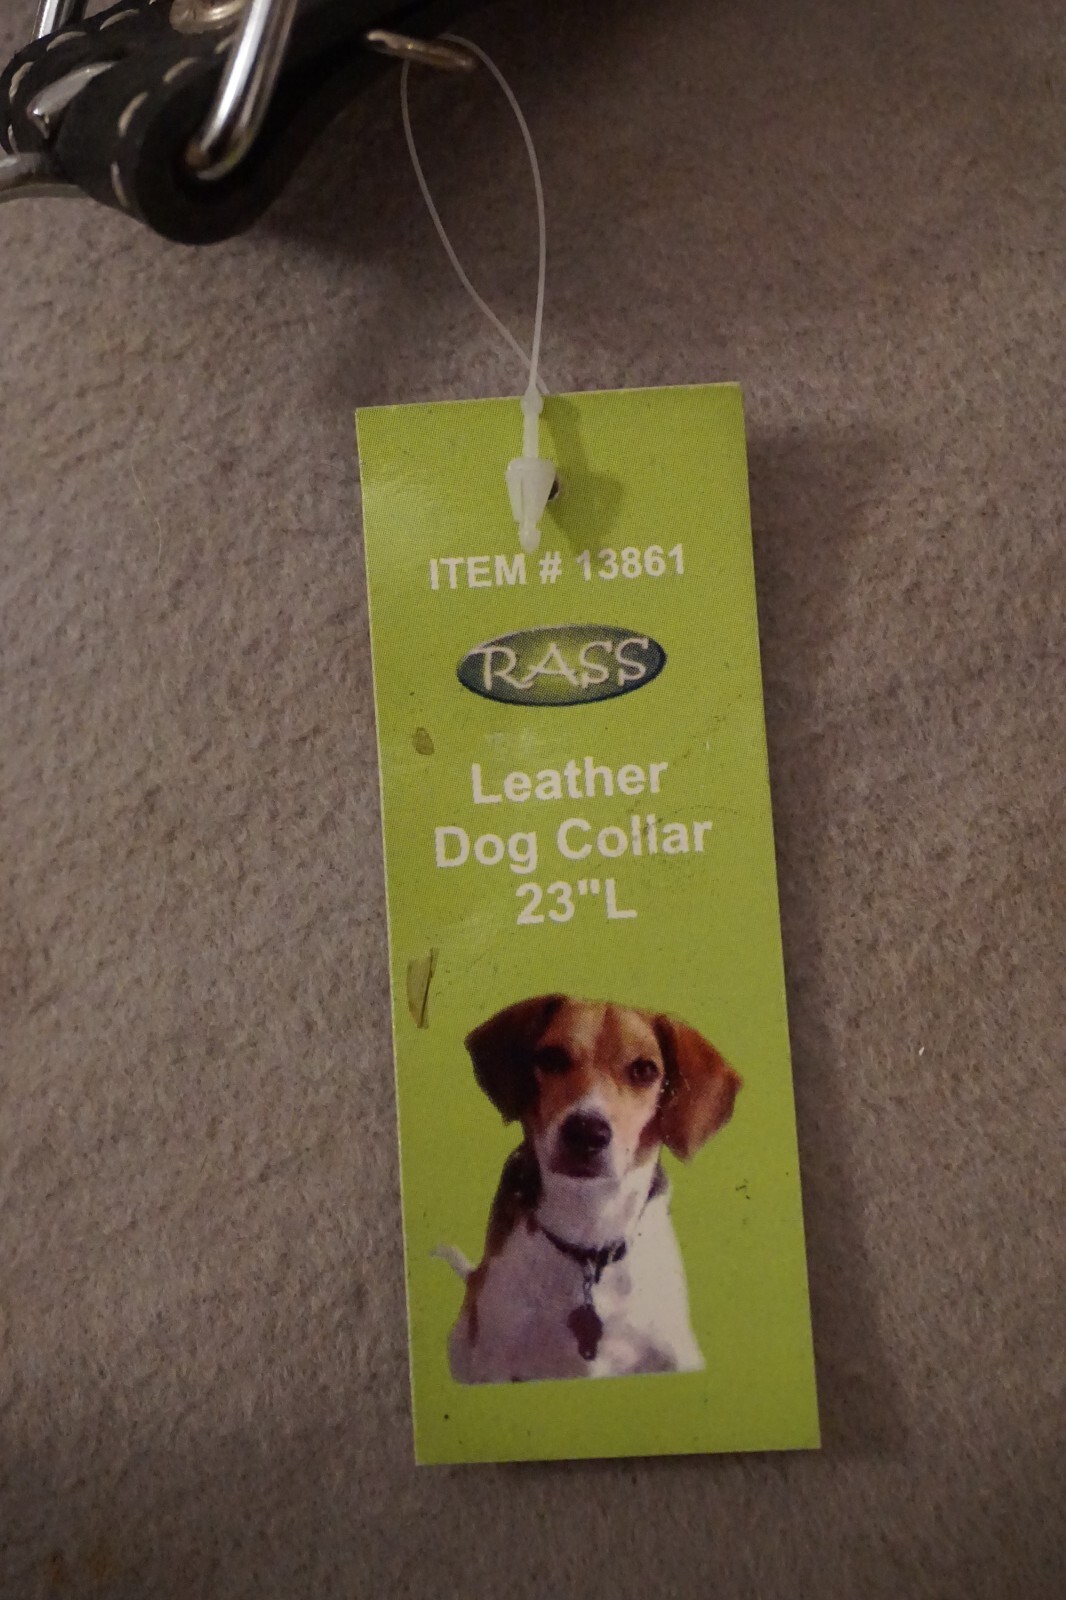 ITEM # 13861
RASS
Leather
Dog Collar
23"L